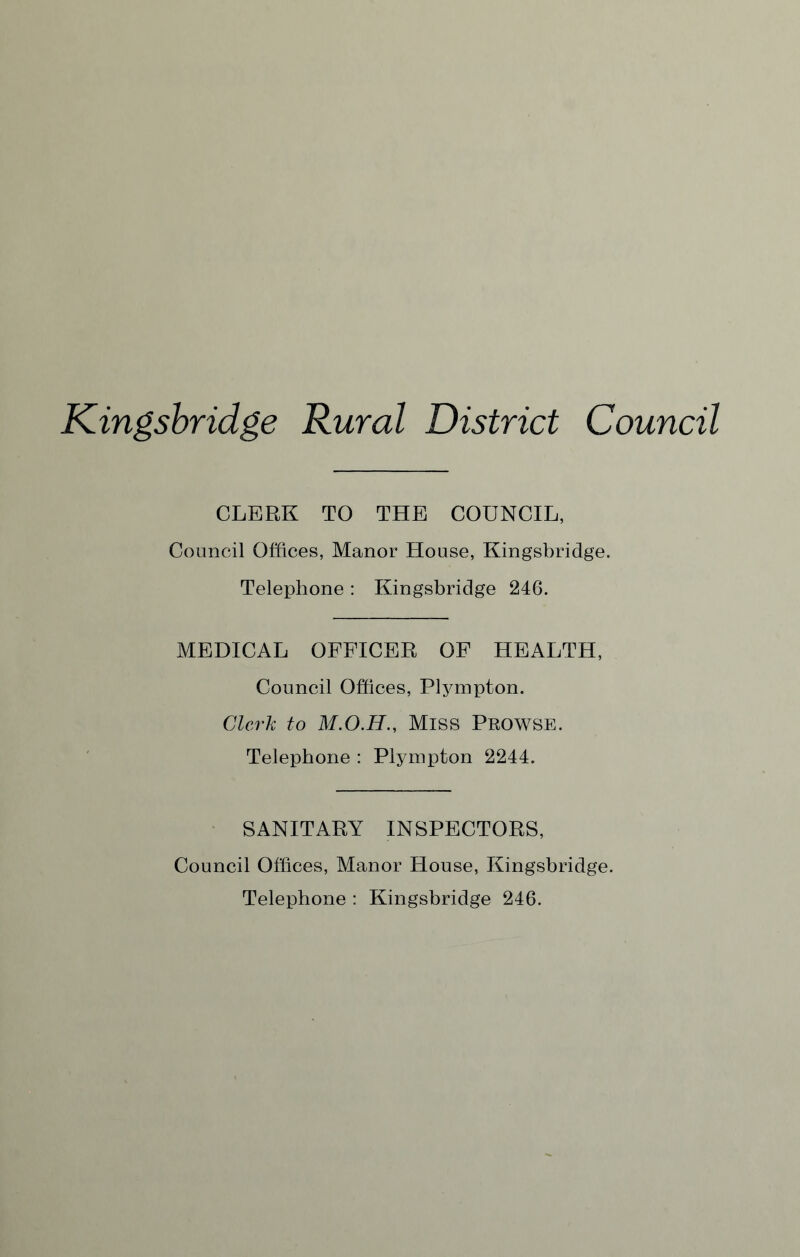 Kingsbridge Rural District Council
CLERK TO THE COUNCIL,
Council Offices, Manor House, Kingsbridge.
Telephone : Kingsbridge 246.
MEDICAL OFFICER OF HEALTH,
Council Offices, Plympton.
Clerk to M.O.H., MISS PROWSE.
Telephone : Plympton 2244.
SANITARY INSPECTORS,
Council Offices, Manor House, Kingsbridge.
Telephone : Kingsbridge 246.